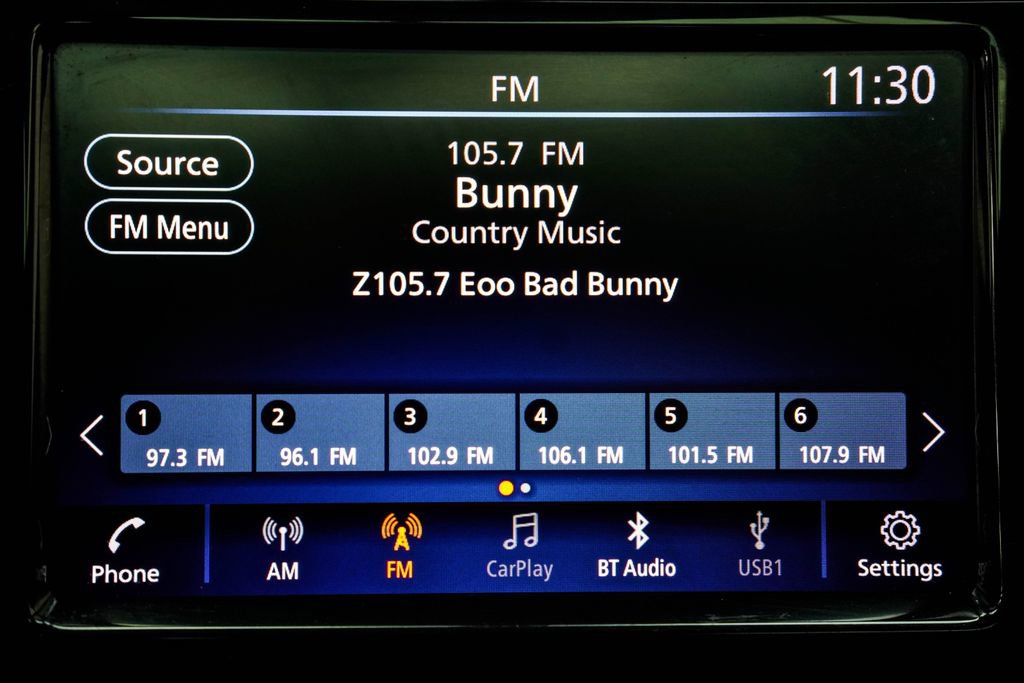 FM
11:30
Source
FM Menu
105.7 FM
Bunny
Country Music
Z105.7 Eoo Bad Bunny
1
97.3 FM
2
96.1 FM
3
102.9 FM
4
106.1 FM
5
101.5 FM
6
107.9 FM
Phone
AM
FM
CarPlay
BT Audio
USB1
Settings